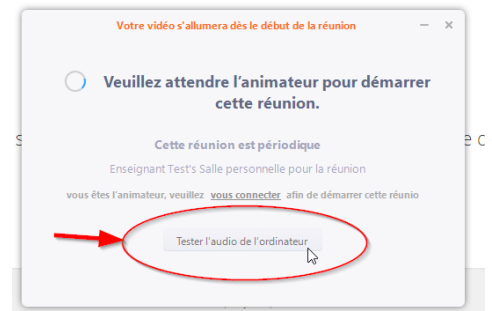 Votre vidéo s'allumera dès le début de la réunion
Veuillez attendre l'animateur pour démarrer
cette réunion.
Cette réunion est périodique
Enseignant Test's Salle personnelle pour la réunion
vous êtes l'animateur, veuillez vous connecter afin de démarrer cette réunio
Tester l'audio de l'ordinateur